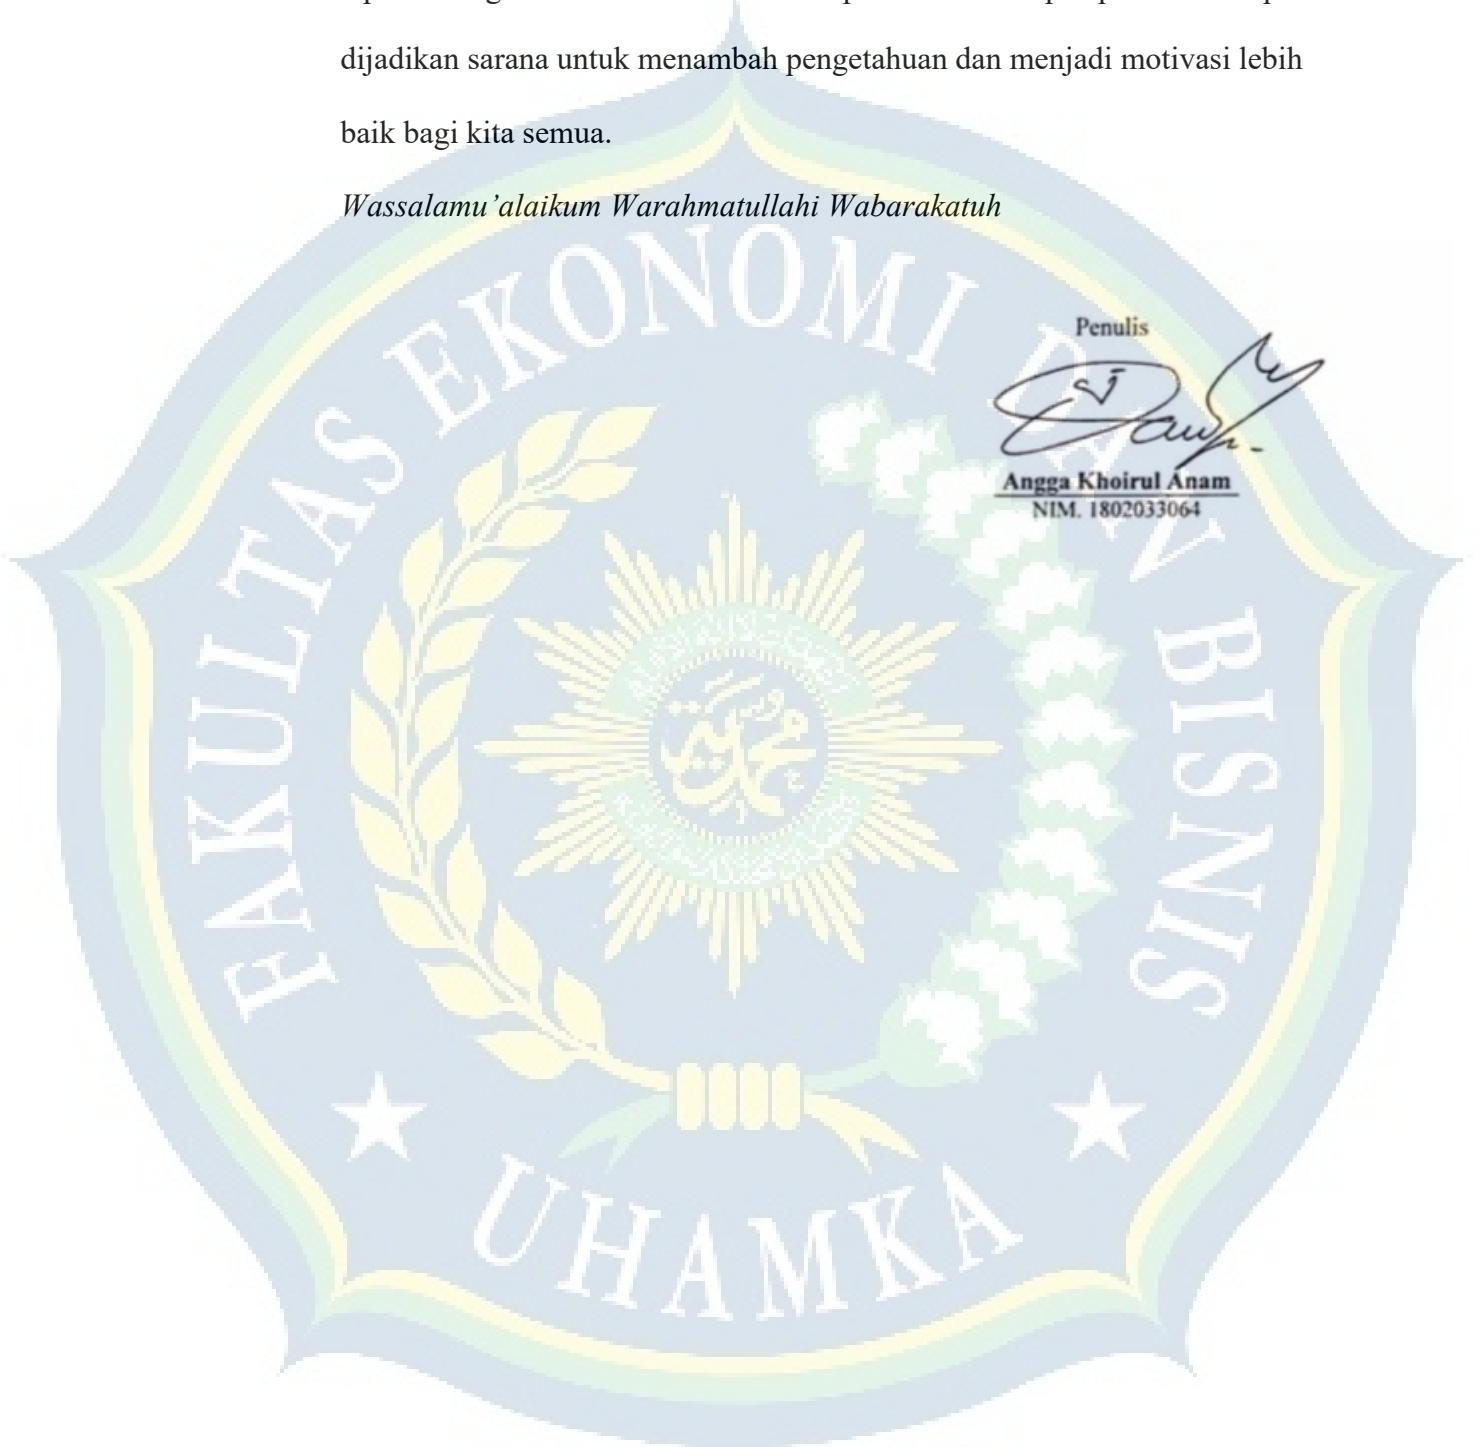 dijadikan sarana untuk menambah pengetahuan dan menjadi motivasi lebih
baik bagi kita semua.
Wassalamu’alaikum Warahmatullahi Wabarakatuh
FAKULTAS EKONOMI DAN BISNIS
Penulis
Angga Khoirul Anam
NIM. 1802033064
محمدية
UHAMKA